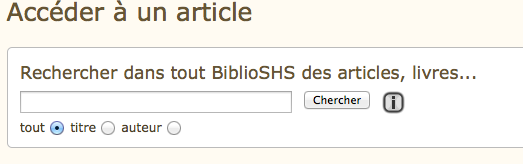 Accéder à un article
Rechercher dans tout BiblioSHS des articles, livres...
Chercher i
tout titre auteur